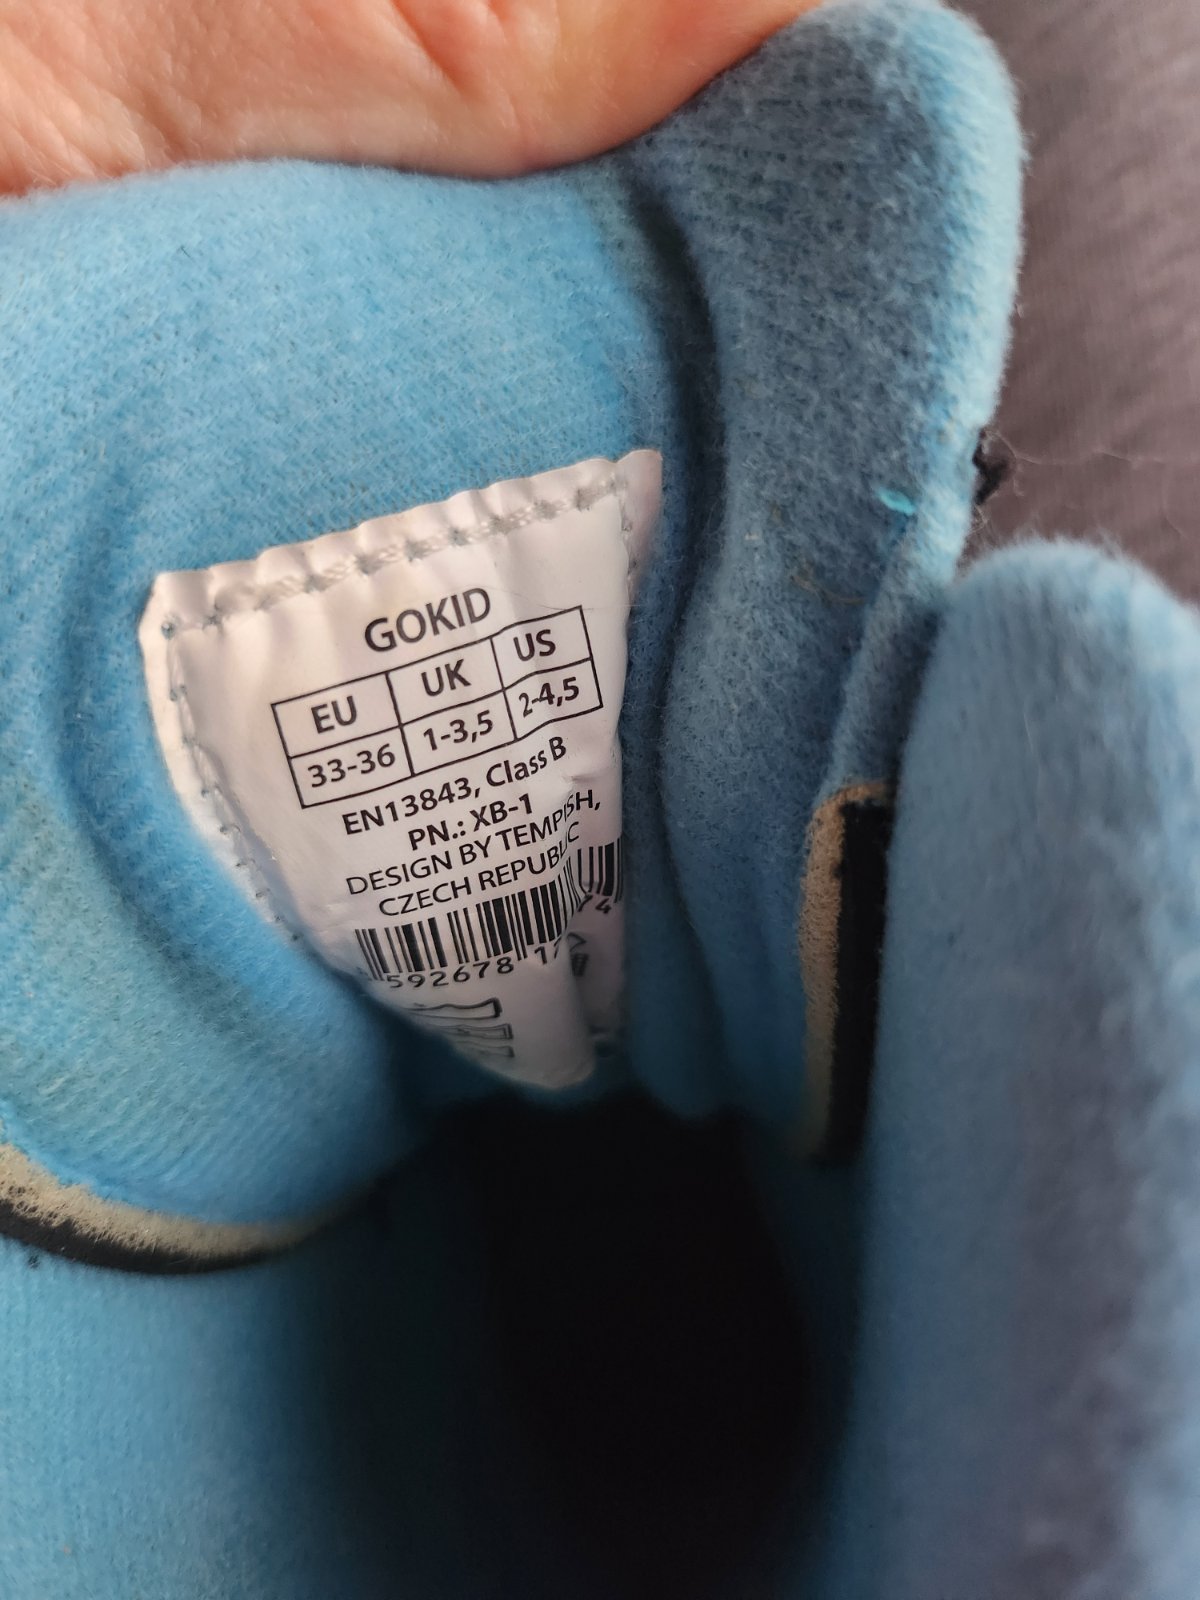 GOKID
EU UK US
33-36 1-3,5 2-4,5
EN13843, Class B
PN.: XB-1
DESIGN BY TEMPISH,
CZECH REPUBLIC
592678